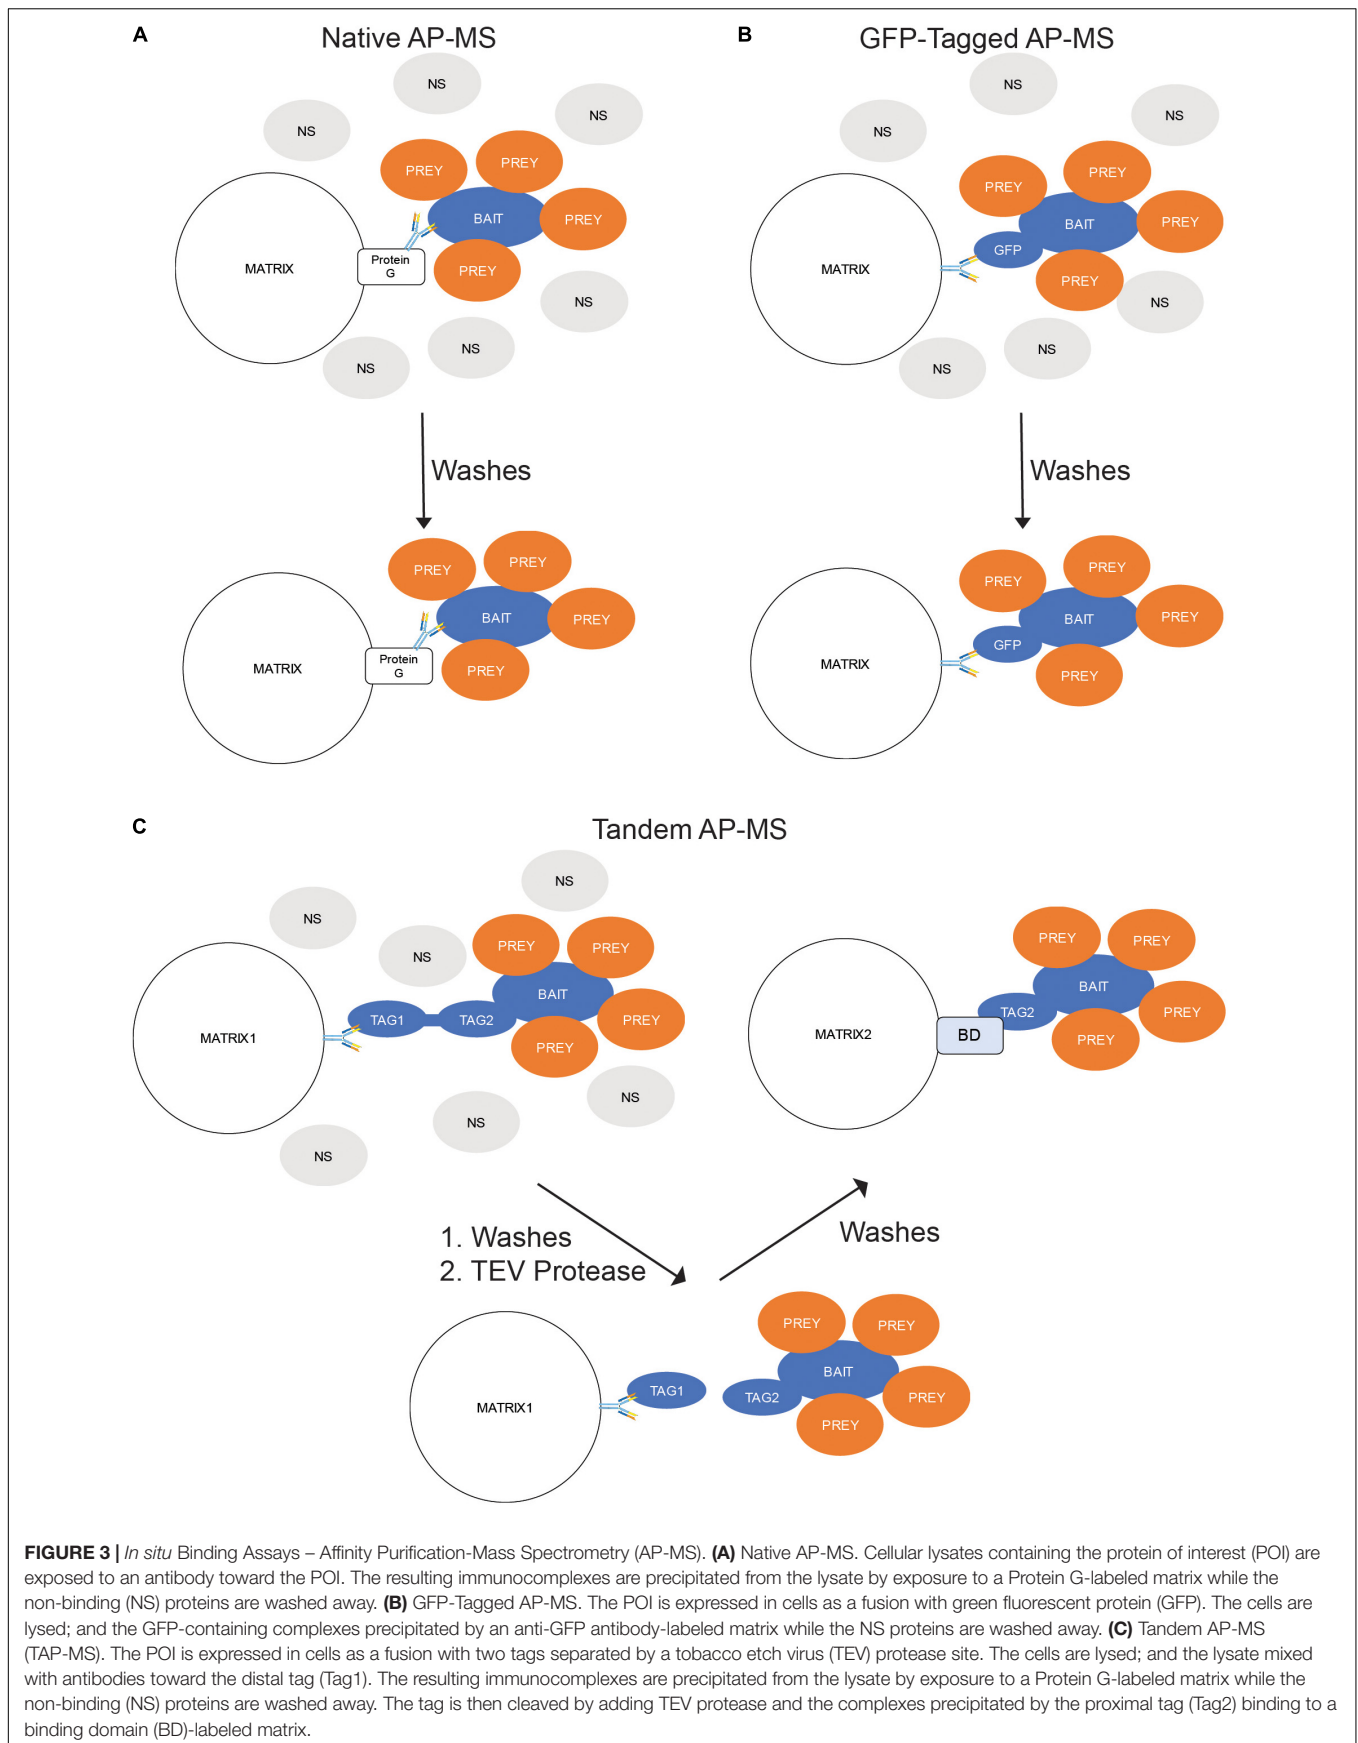 A
Native AP-MS
NS
NS
NS
PREY
PREY
BAIT
PREY
MATRIX
Protein
G
PREY
NS
NS
NS
Washes
PREY
PREY
BAIT
PREY
MATRIX
Protein
G
PREY
B
GFP-Tagged AP-MS
NS
NS
NS
PREY
PREY
BAIT
PREY
GFP
MATRIX
PREY
NS
NS
NS
Washes
PREY
PREY
BAIT
PREY
GFP
MATRIX
PREY
C
Tandem AP-MS
NS
NS
NS
PREY
PREY
BAIT
TAG1
TAG2
PREY
MATRIX1
PREY
NS
NS
NS
PREY
PREY
BAIT
TAG2
PREY
MATRIX2
BD
PREY
1. Washes
2. TEV Protease
Washes
PREY
PREY
BAIT
TAG1
TAG2
PREY
MATRIX1
PREY
FIGURE 3 | In situ Binding Assays – Affinity Purification-Mass Spectrometry (AP-MS). (A) Native AP-MS. Cellular lysates containing the protein of interest (POI) are
exposed to an antibody toward the POI. The resulting immunocomplexes are precipitated from the lysate by exposure to a Protein G-labeled matrix while the
non-binding (NS) proteins are washed away. (B) GFP-Tagged AP-MS. The POI is expressed in cells as a fusion with green fluorescent protein (GFP). The cells are
lysed; and the GFP-containing complexes precipitated by an anti-GFP antibody-labeled matrix while the NS proteins are washed away. (C) Tandem AP-MS
(TAP-MS). The POI is expressed in cells as a fusion with two tags separated by a tobacco etch virus (TEV) protease site. The cells are lysed; and the lysate mixed
with antibodies toward the distal tag (Tag1). The resulting immunocomplexes are precipitated from the lysate by exposure to a Protein G-labeled matrix while the
non-binding (NS) proteins are washed away. The tag is then cleaved by adding TEV protease and the complexes precipitated by the proximal tag (Tag2) binding to a
binding domain (BD)-labeled matrix.